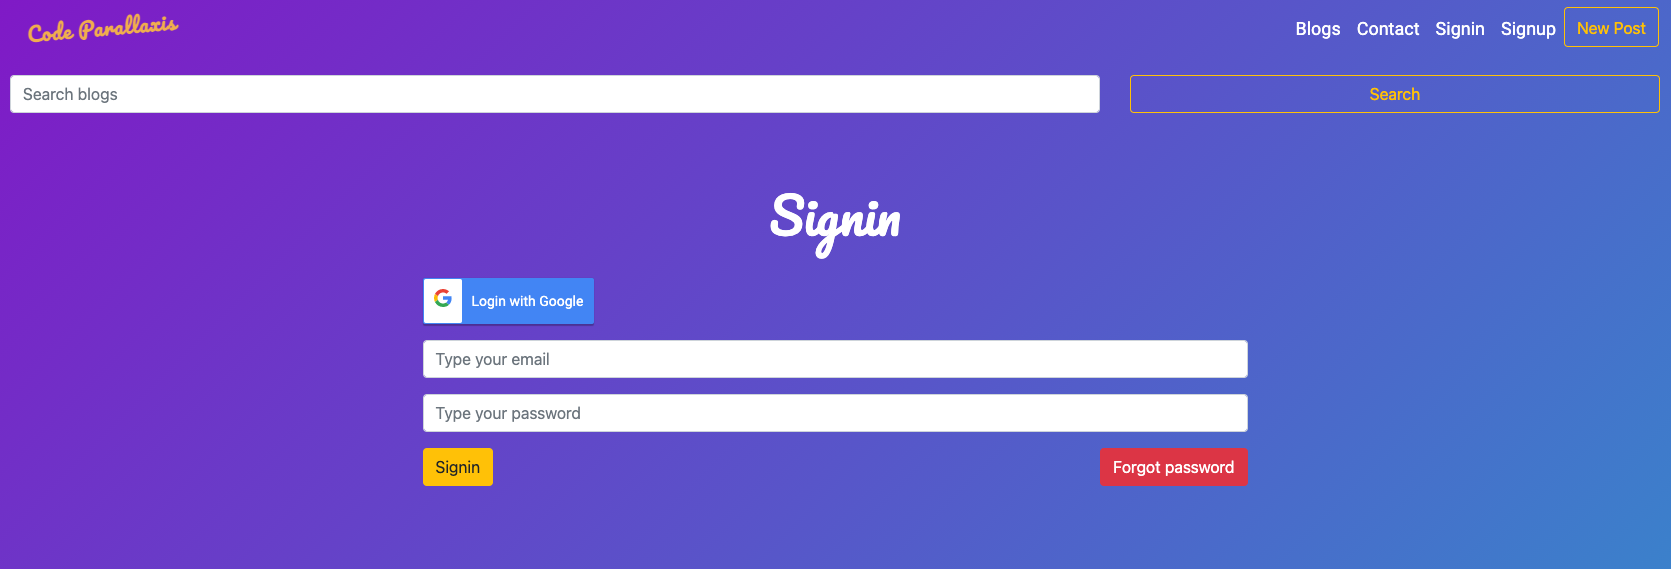 Code Parallaxis
Blogs Contact Signin Signup New Post
Search blogs Search
Signin
Login with Google
Type your email
Type your password
Signin Forgot password